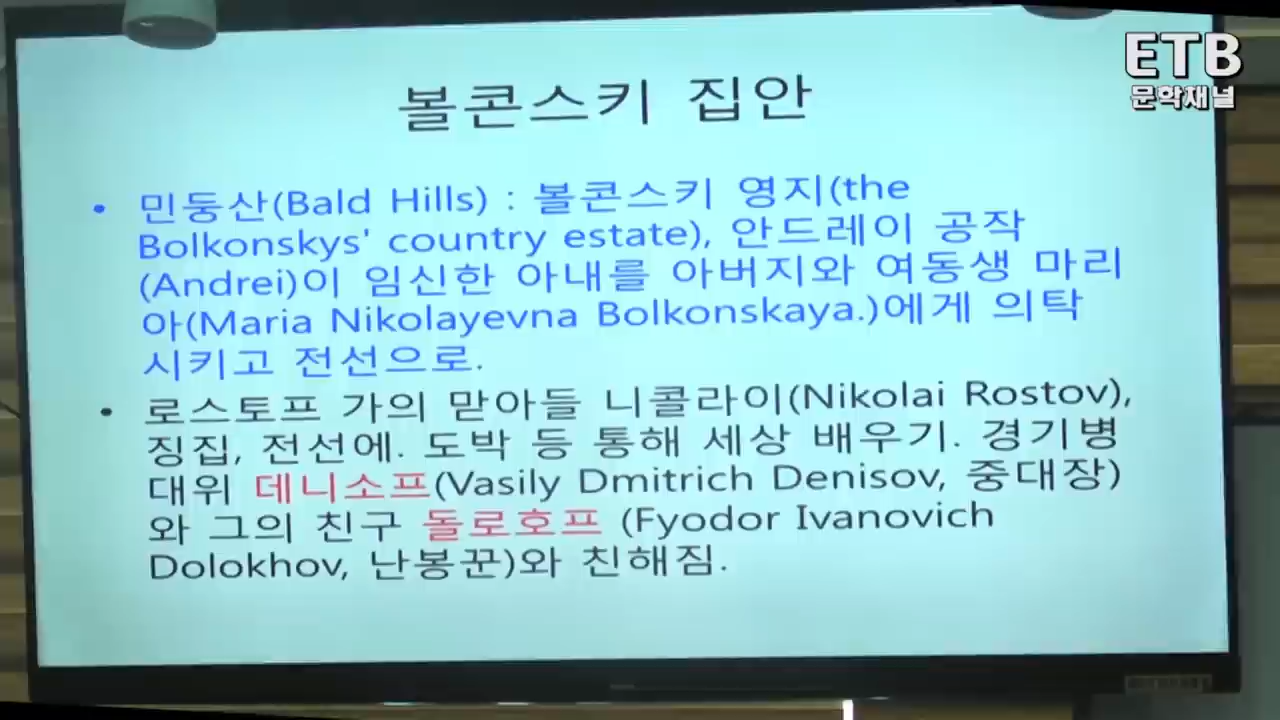 ETB
문학채널
볼콘스키 집안
• 민둥산(Bald Hills) : 볼콘스키 영지(the
Bolkonskys' country estate), 안드레이 공작
(Andrei)이 임신한 아내를 아버지와 여동생 마리
아(Maria Nikolayevna Bolkonskaya.)에게 의탁
시키고 전선으로.
• 로스토프 가의 맏아들 니콜라이(Nikolai Rostov),
징집, 전선에. 도박 등 통해 세상 배우기. 경기병
대위 데니소프(Vasily Dmitrich Denisov, 중대장)
와 그의 친구 돌로호프 (Fyodor Ivanovich
Dolokhov, 난봉꾼)와 친해짐.